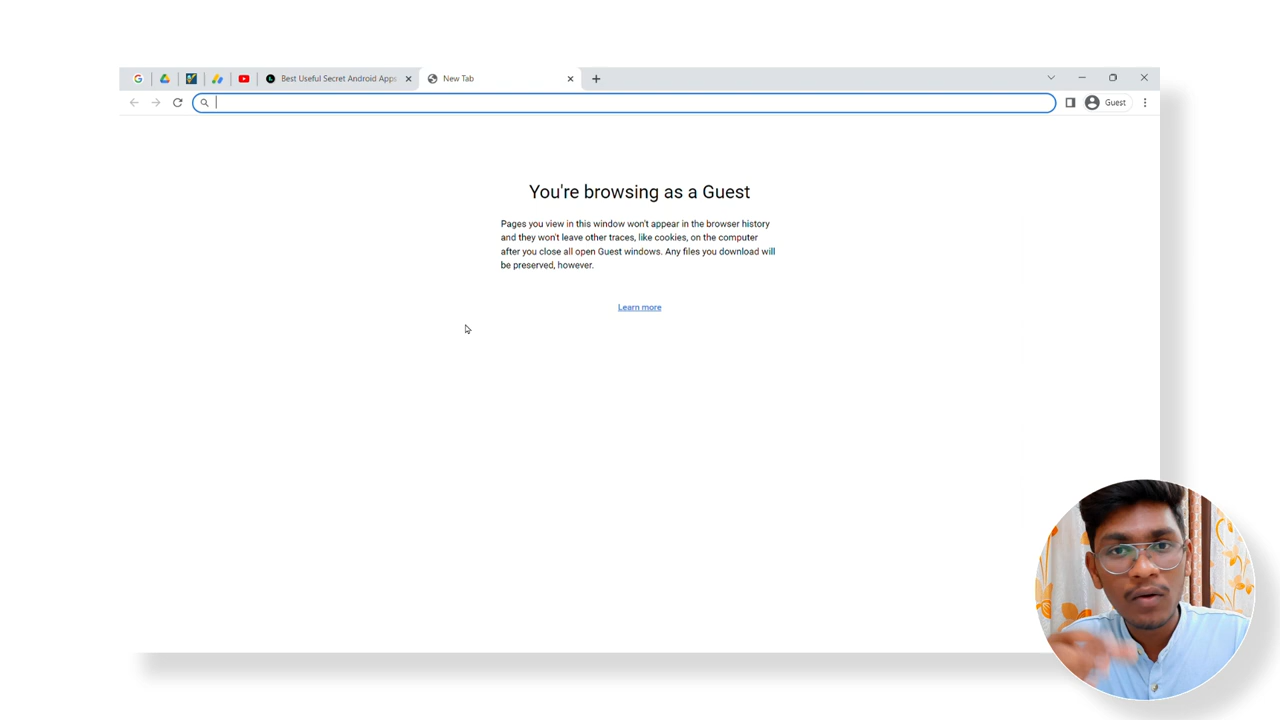 Best Useful Secret Android Apps
New Tab
Guest
You're browsing as a Guest
Pages you view in this window won't appear in the browser history
and they won't leave other traces, like cookies, on the computer
after you close all open Guest windows. Any files you download will
be preserved, however.
Learn more